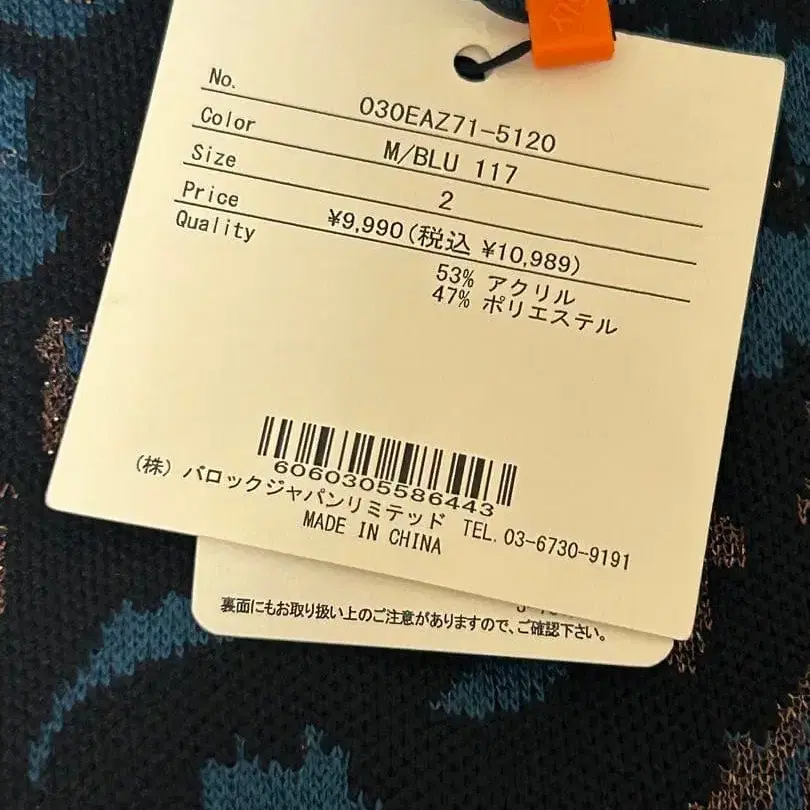 No. 030EAZ71-5120
Color M/BLU 117
Size 2
Price ¥9,990(税込 ¥10,989)
Quality 53% アクリル
47% ポリエステル
6060305586443
(株) バロックジャパンリミテッド TEL. 03-6730-9191
MADE IN CHINA
裏面にもお取り扱い上のご注意がありますので、ご確認下さい。